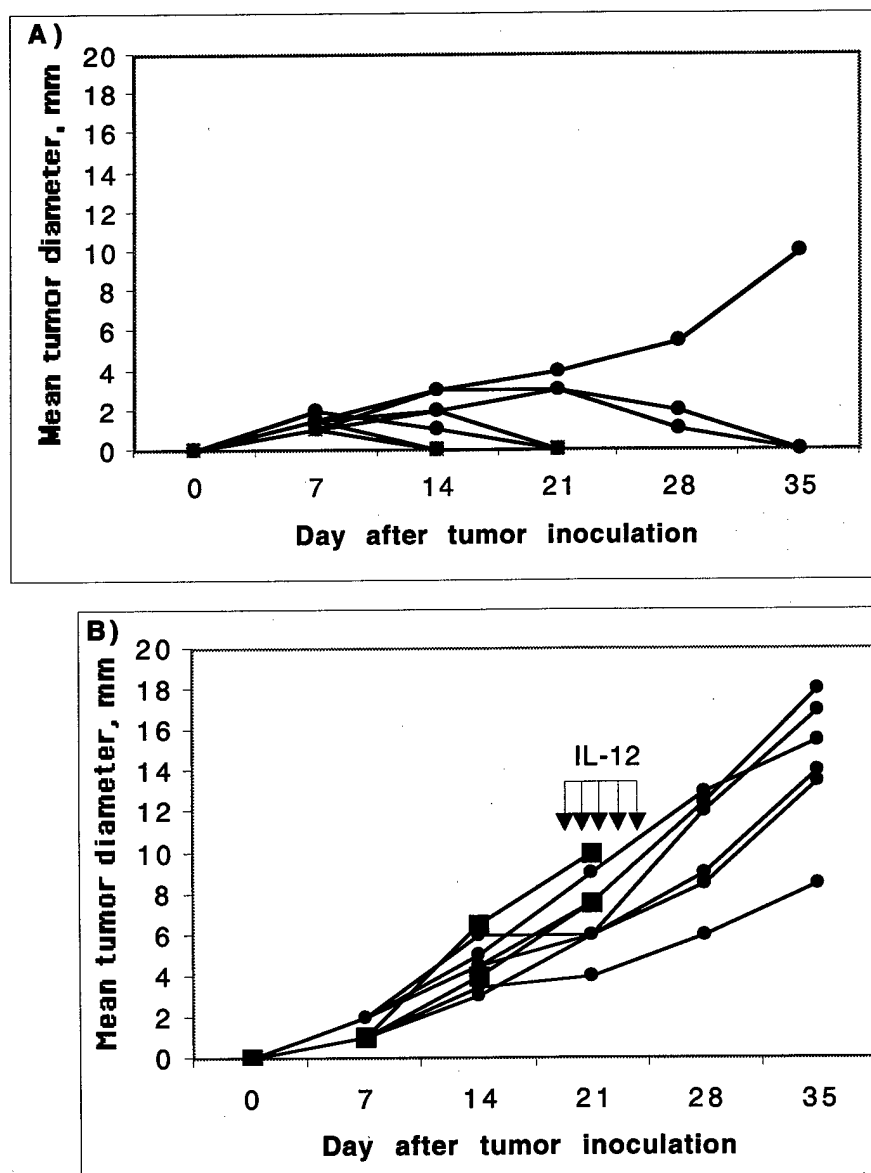 A)
Mean tumor diameter, mm
20
18
16
14
12
10
8
6
4
2
0
0 7 14 21 28 35
Day after tumor inoculation
B)
Mean tumor diameter, mm
20
18
16
14
12
10
8
6
4
2
0
IL-12
0 7 14 21 28 35
Day after tumor inoculation